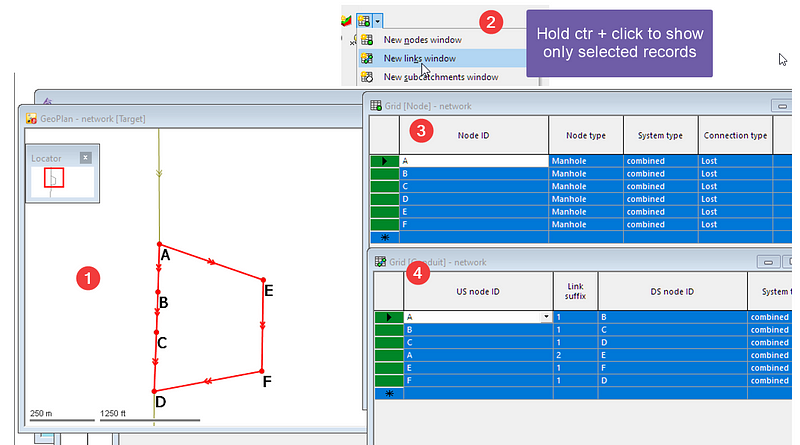 2
Hold ctr + click to show
only selected records
New nodes window
New links window
New subcatchments window
GeoPlan - network [Target]
Locator
1
A
B
C
D
E
F
250 m
1250 ft
Grid [Node] - network
3
Node ID
Node type
System type
Connection type
A Manhole combined Lost
B Manhole combined Lost
C Manhole combined Lost
D Manhole combined Lost
E Manhole combined Lost
F Manhole combined Lost
Grid [Conduit] - network
4
US node ID
Link
suffix
DS node ID
System
A 1 B combined
B 1 C combined
C 1 D combined
A 2 E combined
E 1 F combined
F 1 D combined